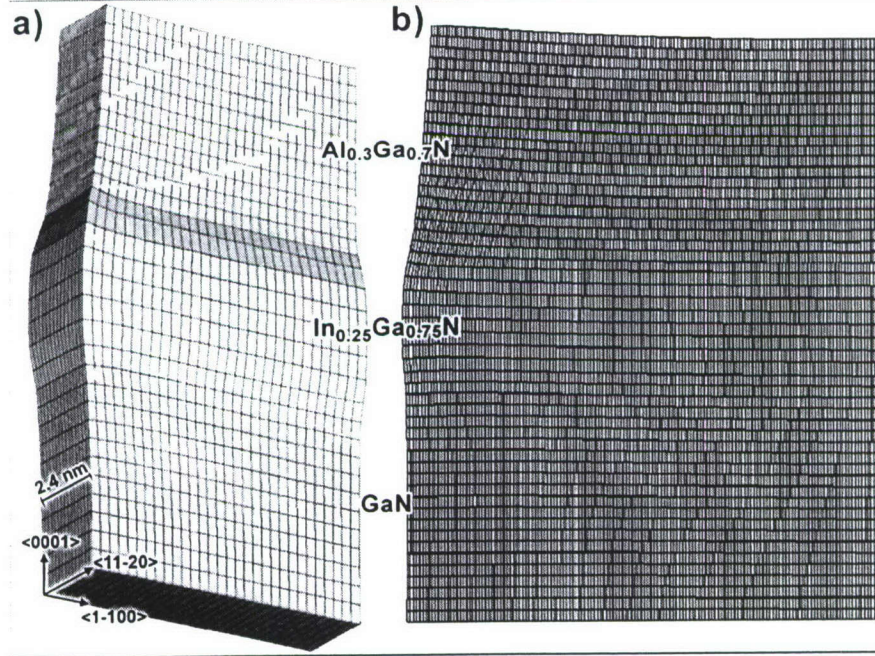 a)
b)
Al0.3Ga0.7N
In0.25Ga0.75N
2.4 nm
GaN
<0001>
<11-20>
<1-100>